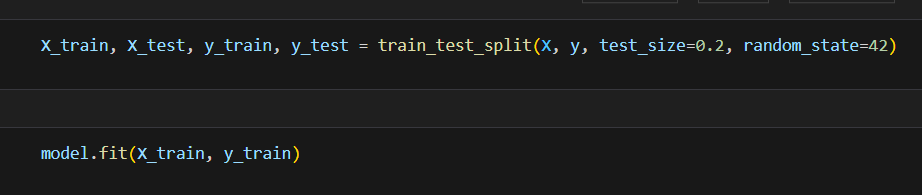 X_train, X_test, y_train, y_test = train_test_split(X, y, test_size=0.2, random_state=42)
model.fit(X_train, y_train)